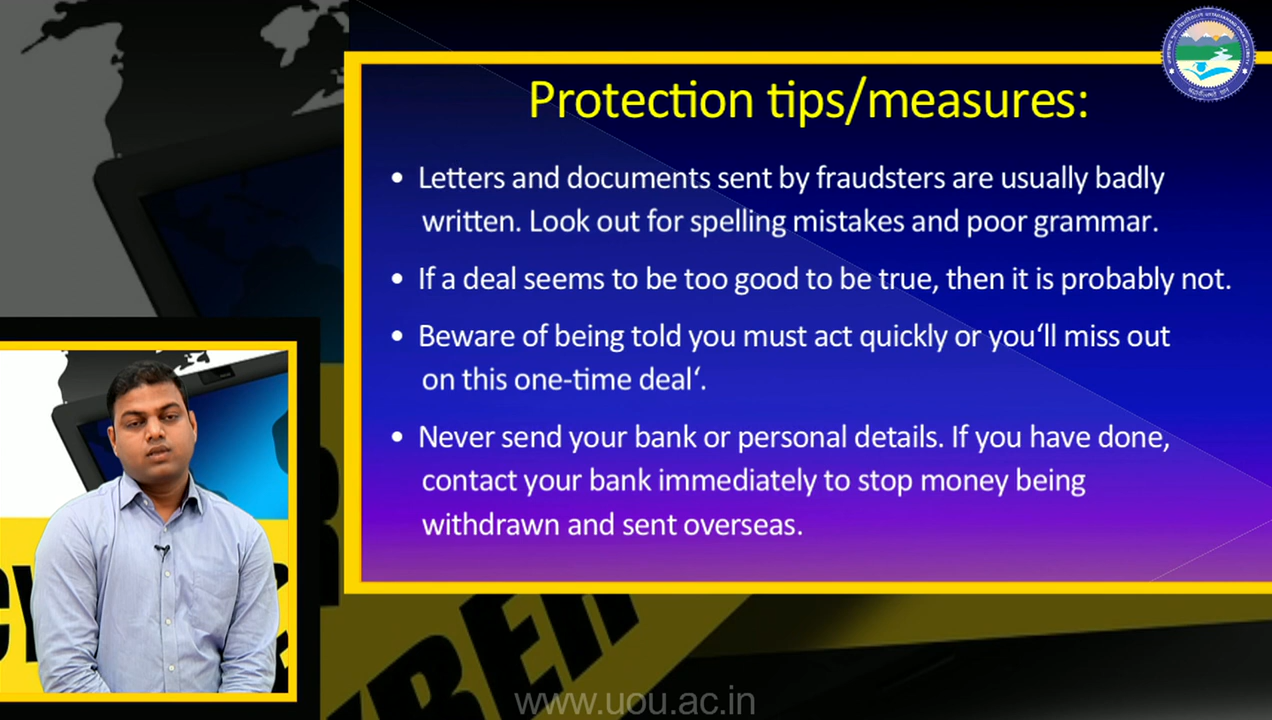 Protection tips/measures:
• Letters and documents sent by fraudsters are usually badly
written. Look out for spelling mistakes and poor grammar.
• If a deal seems to be too good to be true, then it is probably not.
• Beware of being told you must act quickly or you‘ll miss out
on this one-time deal‘.
• Never send your bank or personal details. If you have done,
contact your bank immediately to stop money being
withdrawn and sent overseas.
www.uou.ac.in